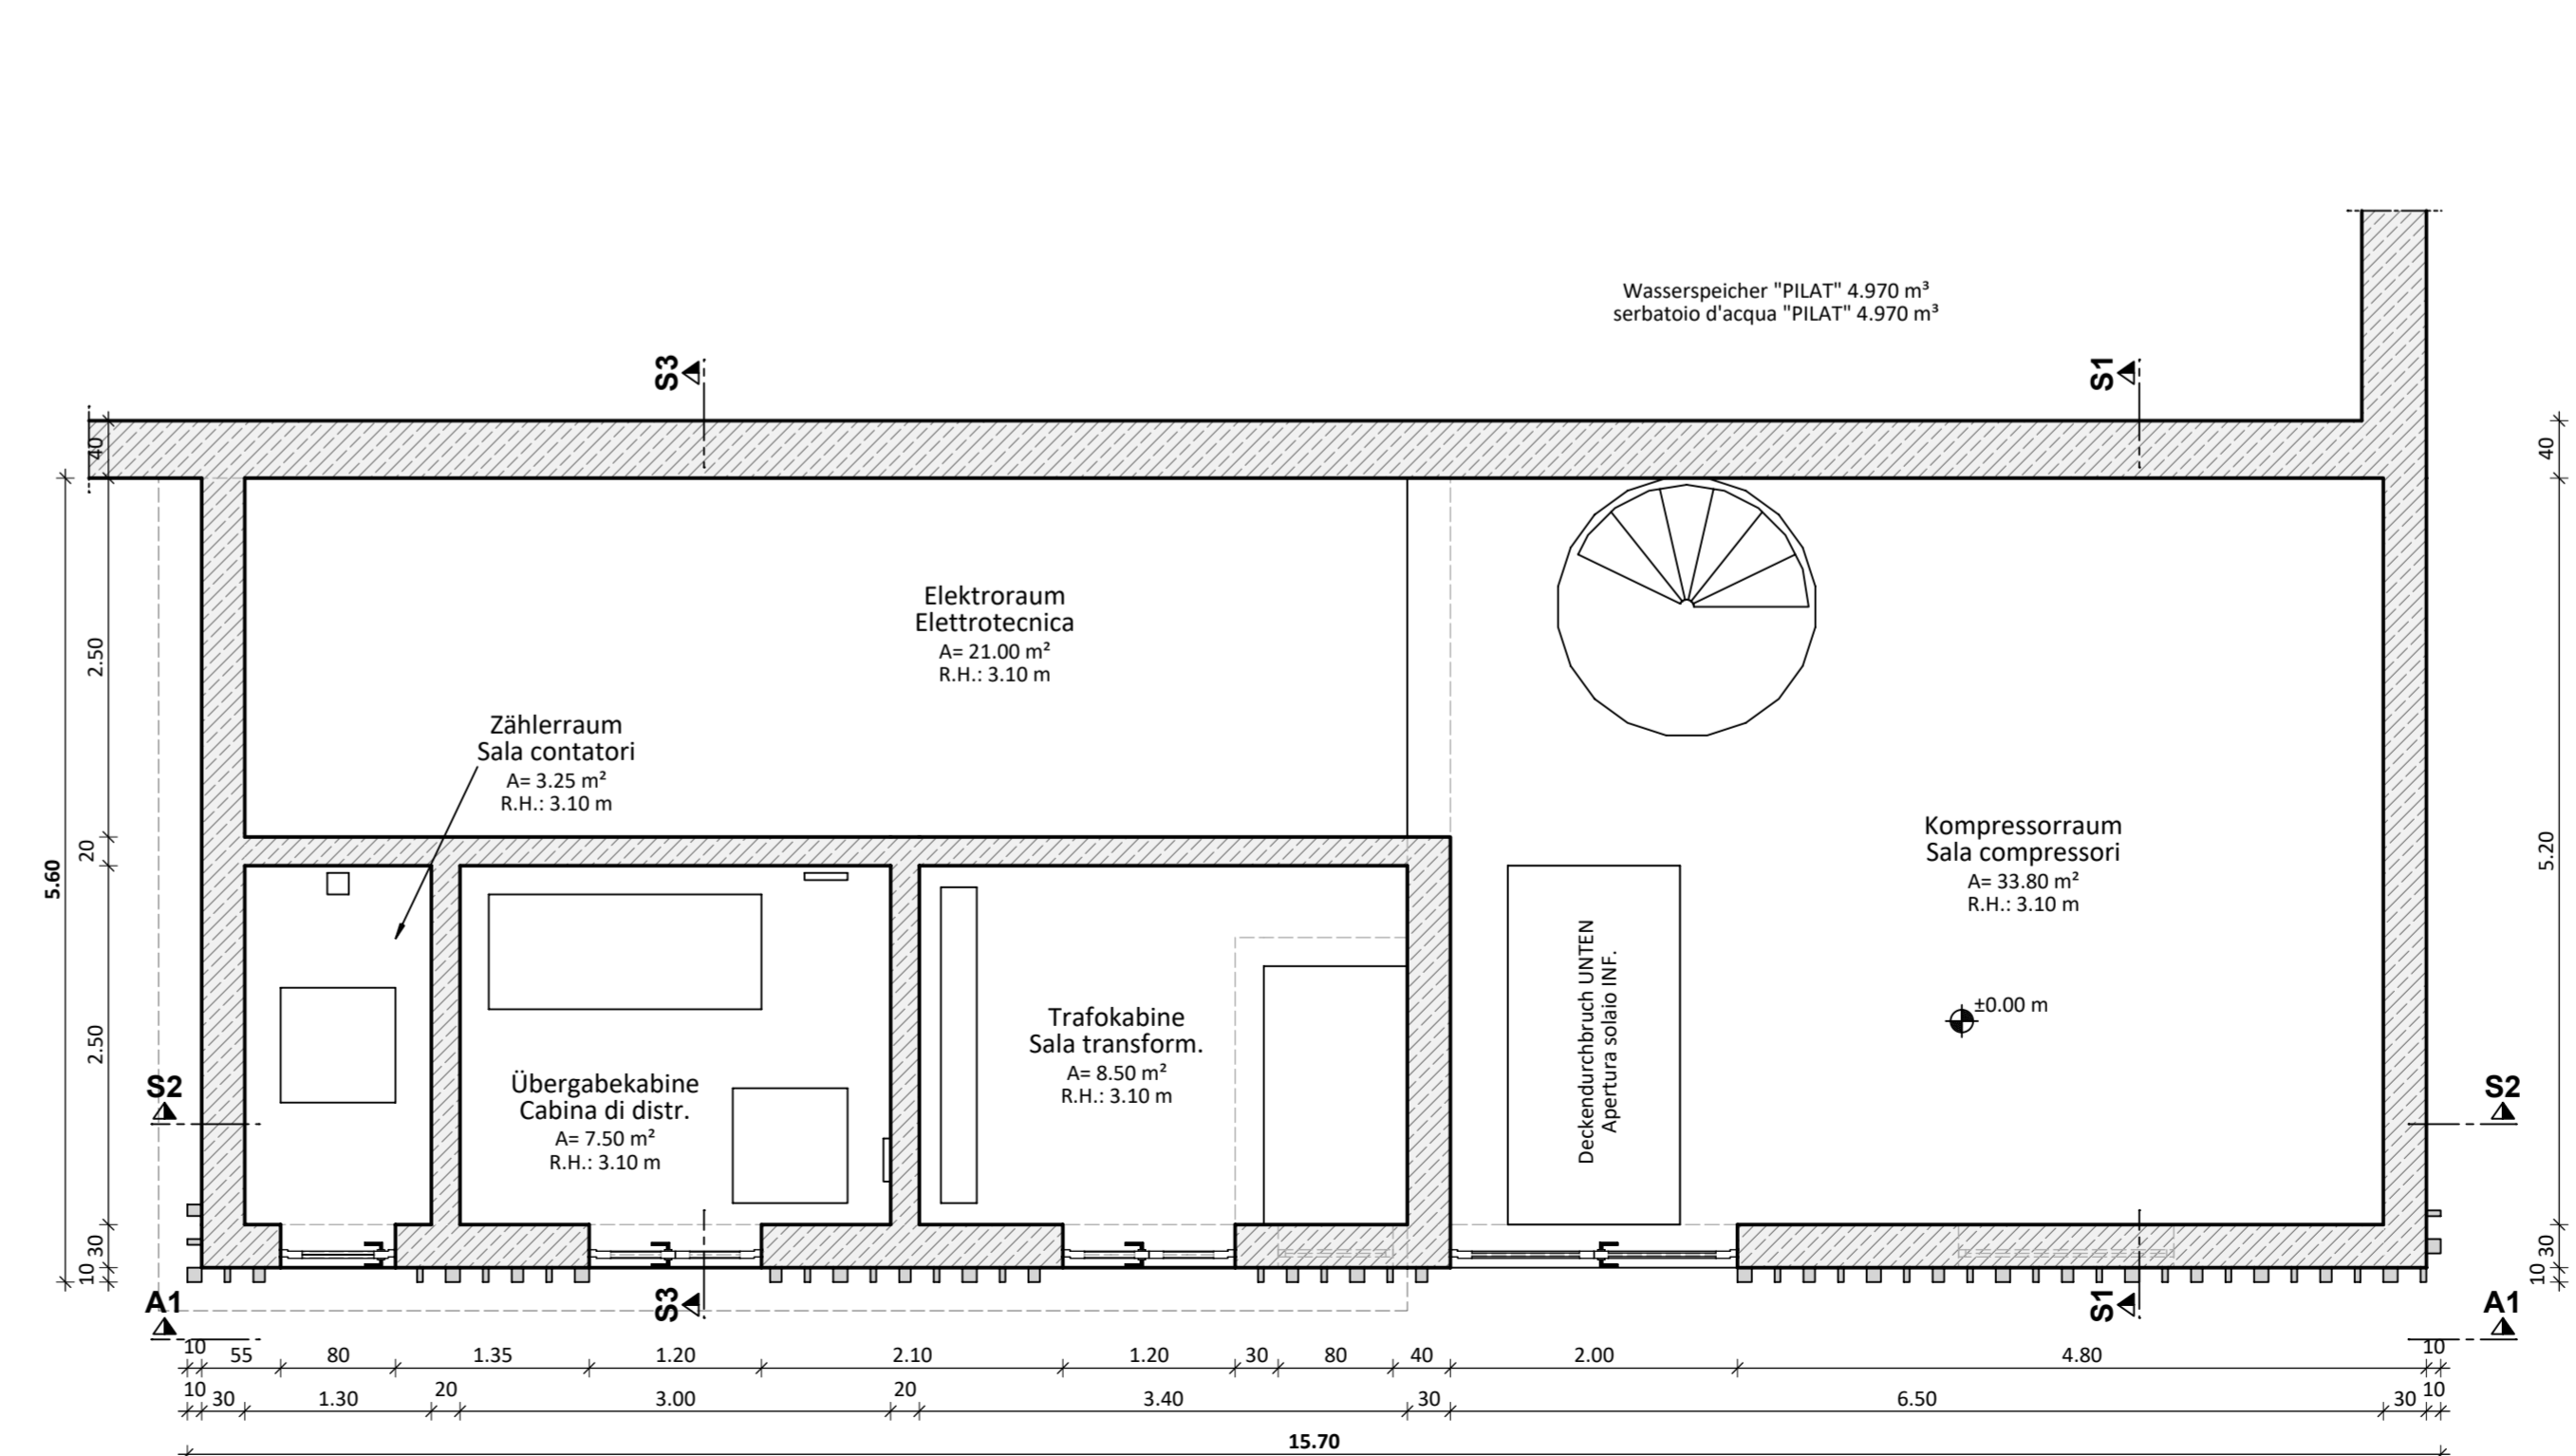 Wasserspeicher "PILAT" 4.970 m³
serbatoio d'acqua "PILAT" 4.970 m³
S3
S1
40
40
Elektroraum
Elettrotecnica
A= 21.00 m²
R.H.: 3.10 m
2.50
Zählerraum
Sala contatori
A= 3.25 m²
R.H.: 3.10 m
Kompressorraum
Sala compressori
A= 33.80 m²
R.H.: 3.10 m
20
5.60
5.20
Deckendurchbruch UNTEN
Apertura solaio INF.
±0.00 m
Trafokabine
Sala transform.
A= 8.50 m²
R.H.: 3.10 m
2.50
Übergabekabine
Cabina di distr.
A= 7.50 m²
R.H.: 3.10 m
S2
S2
30
10
30
10
A1
S3
S1
A1
10
55
80
1.35
1.20
2.10
1.20
30
80
40
2.00
4.80
10
10
30
1.30
20
3.00
20
3.40
30
6.50
30
10
15.70